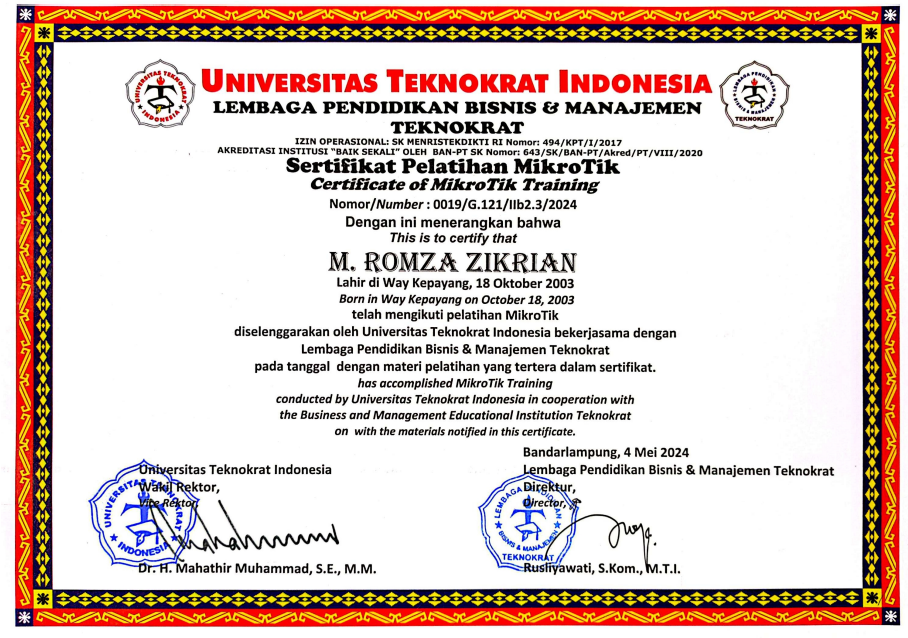 UNIVERSITAS TEKNOKRAT INDONESIA
LEMBAGA PENDIDIKAN BISNIS & MANAJEMEN
TEKNOKRAT
IZIN OPERASIONAL: SK MENRISTEKDIKTI RI Nomor: 494/KPT/I/2017
AKREDITASI INSTITUSI "BAIK SEKALI" OLEH BAN-PT SK Nomor: 643/SK/BAN-PT/Akred/PT/VIII/2020
Sertifikat Pelatihan MikroTik
Certificate of MikroTik Training
Nomor/Number : 0019/G.121/IIb2.3/2024
Dengan ini menerangkan bahwa
This is to certify that
M. ROMZA ZIKRIAN
Lahir di Way Kepayang, 18 Oktober 2003
Born in Way Kepayang on October 18, 2003
telah mengikuti pelatihan MikroTik
diselenggarakan oleh Universitas Teknokrat Indonesia bekerjasama dengan
Lembaga Pendidikan Bisnis & Manajemen Teknokrat
pada tanggal dengan materi pelatihan yang tertera dalam sertifikat.
has accomplished MikroTik Training
conducted by Universitas Teknokrat Indonesia in cooperation with
the Business and Management Educational Institution Teknokrat
on with the materials notified in this certificate.
Bandarlampung, 4 Mei 2024
Universitas Teknokrat Indonesia
Wakil Rektor,
Vice Rektor,
UNIVERSITAS TEKNOKRAT
INDONESIA
Dr. H. Mahathir Muhammad, S.E., M.M.
Lembaga Pendidikan Bisnis & Manajemen Teknokrat
Direktur,
Director,
LEMBAGA PENDIDIKAN
BISNIS & MANAJEMEN
TEKNOKRAT
Rusliyawati, S.Kom., M.T.I.
UNIVERSITAS TEKNOKRAT
INDONESIA
LEMBAGA PENDIDIKAN
BISNIS & MANAJEMEN
TEKNOKRAT